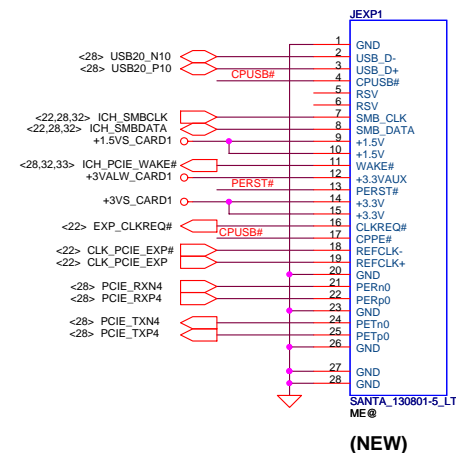 JEXP1
1 GND
<28> USB20_N10 2 USB_D-
<28> USB20_P10 3 USB_D+
CPUSB# 4 CPUSB#
5 RSV
6 RSV
<22,28,32> ICH_SMBCLK 7 SMB_CLK
<22,28,32> ICH_SMBDATA 8 SMB_DATA
+1.5VS_CARD1 9 +1.5V
10 +1.5V
<28,32,33> ICH_PCIE_WAKE# 11 WAKE#
+3VALW_CARD1 12 +3.3VAUX
PERST# 13 PERST#
+3VS_CARD1 14 +3.3V
15 +3.3V
<22> EXP_CLKREQ# 16 CLKREQ#
CPUSB# 17 CPPE#
<22> CLK_PCIE_EXP# 18 REFCLK-
<22> CLK_PCIE_EXP 19 REFCLK+
20 GND
<28> PCIE_RXN4 21 PERn0
<28> PCIE_RXP4 22 PERp0
23 GND
<28> PCIE_TXN4 24 PETn0
<28> PCIE_TXP4 25 PETp0
26 GND
27 GND
28 GND
SANTA_130801-5_LT
ME@
(NEW)